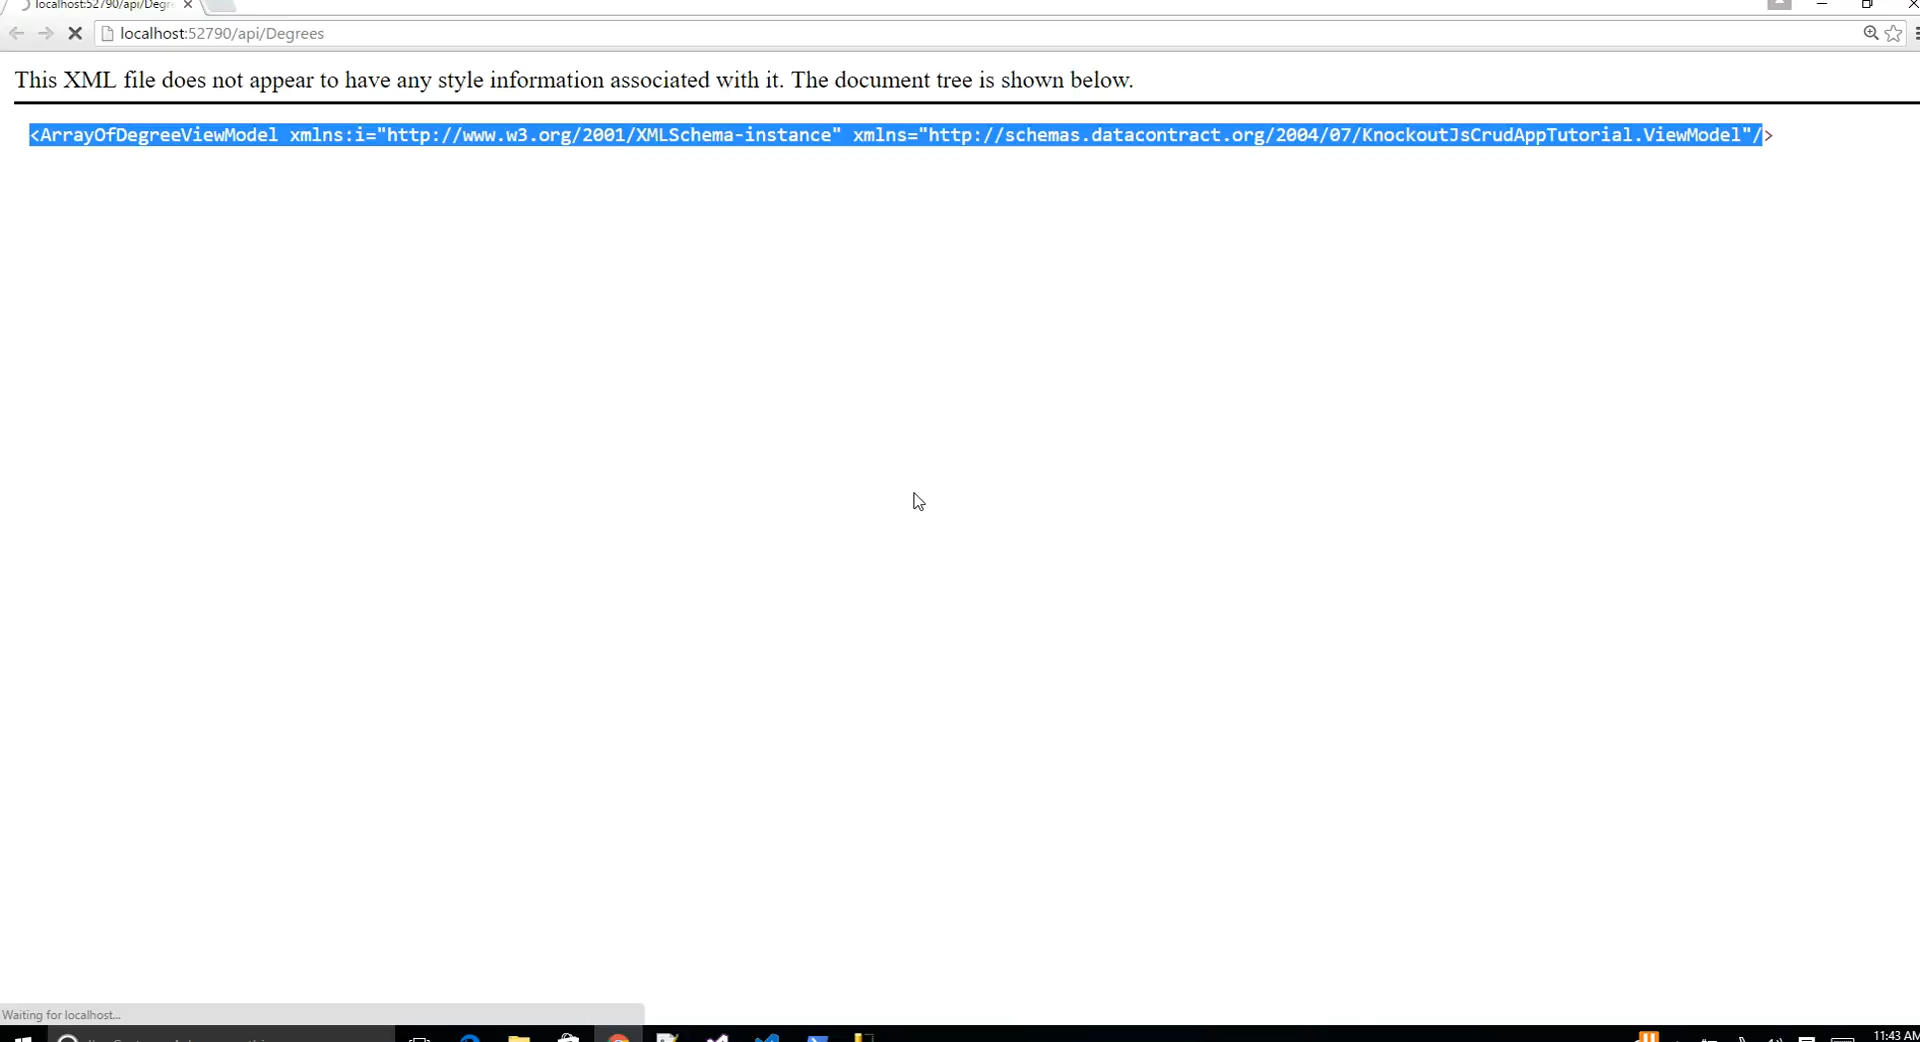 localhost:52790/api/Degr
localhost:52790/api/Degrees
This XML file does not appear to have any style information associated with it. The document tree is shown below.
<ArrayOfDegreeViewModel xmlns:i="http://www.w3.org/2001/XMLSchema-instance" xmlns="http://schemas.datacontract.org/2004/07/KnockoutJsCrudAppTutorial.ViewModel"/>
Waiting for localhost...
11:43 AM